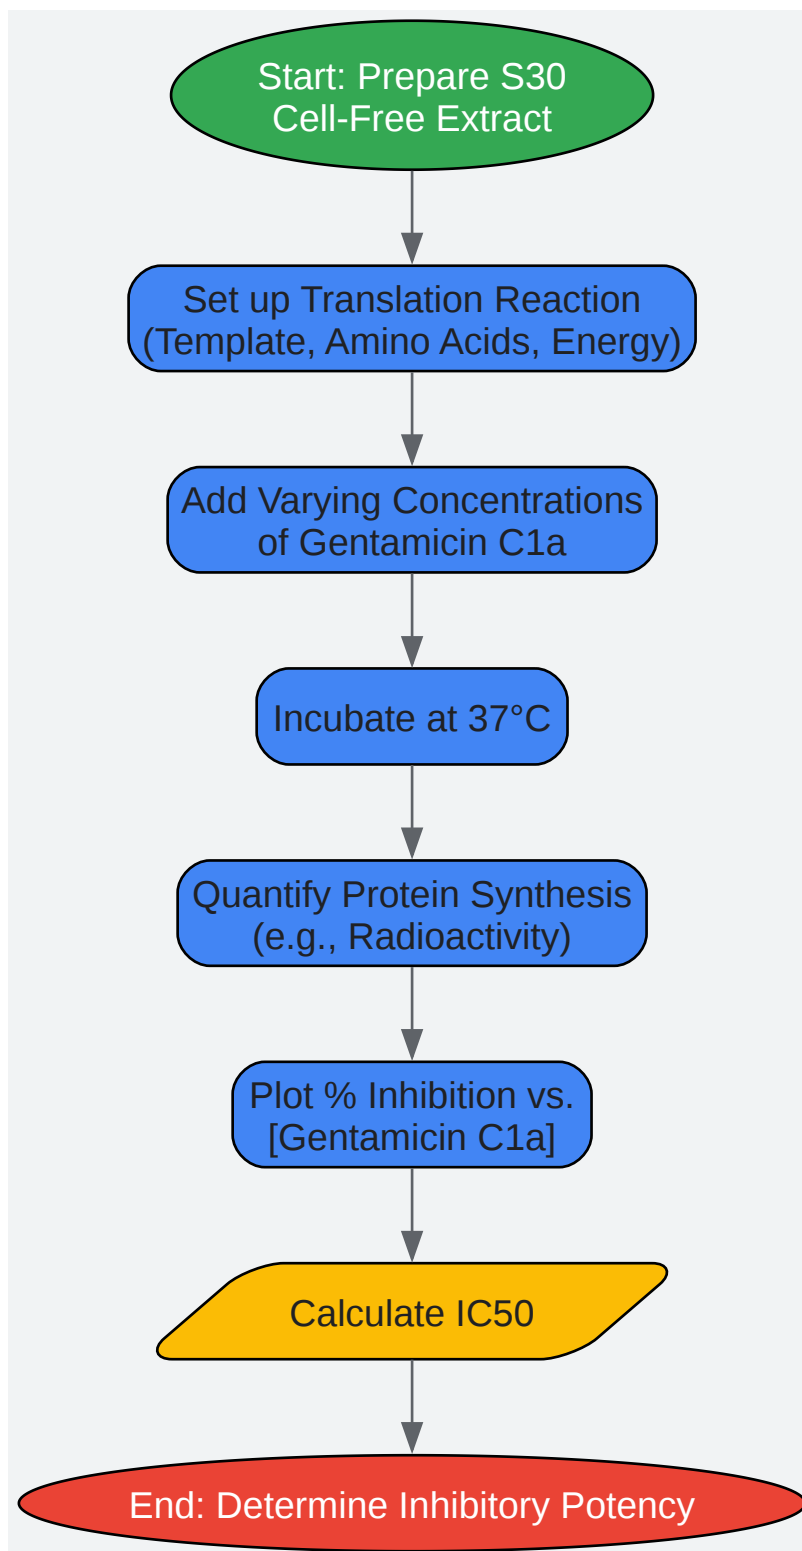 Start: Prepare S30
Cell-Free Extract
Set up Translation Reaction
(Template, Amino Acids, Energy)
Add Varying Concentrations
of Gentamicin C1a
Incubate at 37°C
Quantify Protein Synthesis
(e.g., Radioactivity)
Plot % Inhibition vs.
[Gentamicin C1a]
Calculate IC50
End: Determine Inhibitory Potency